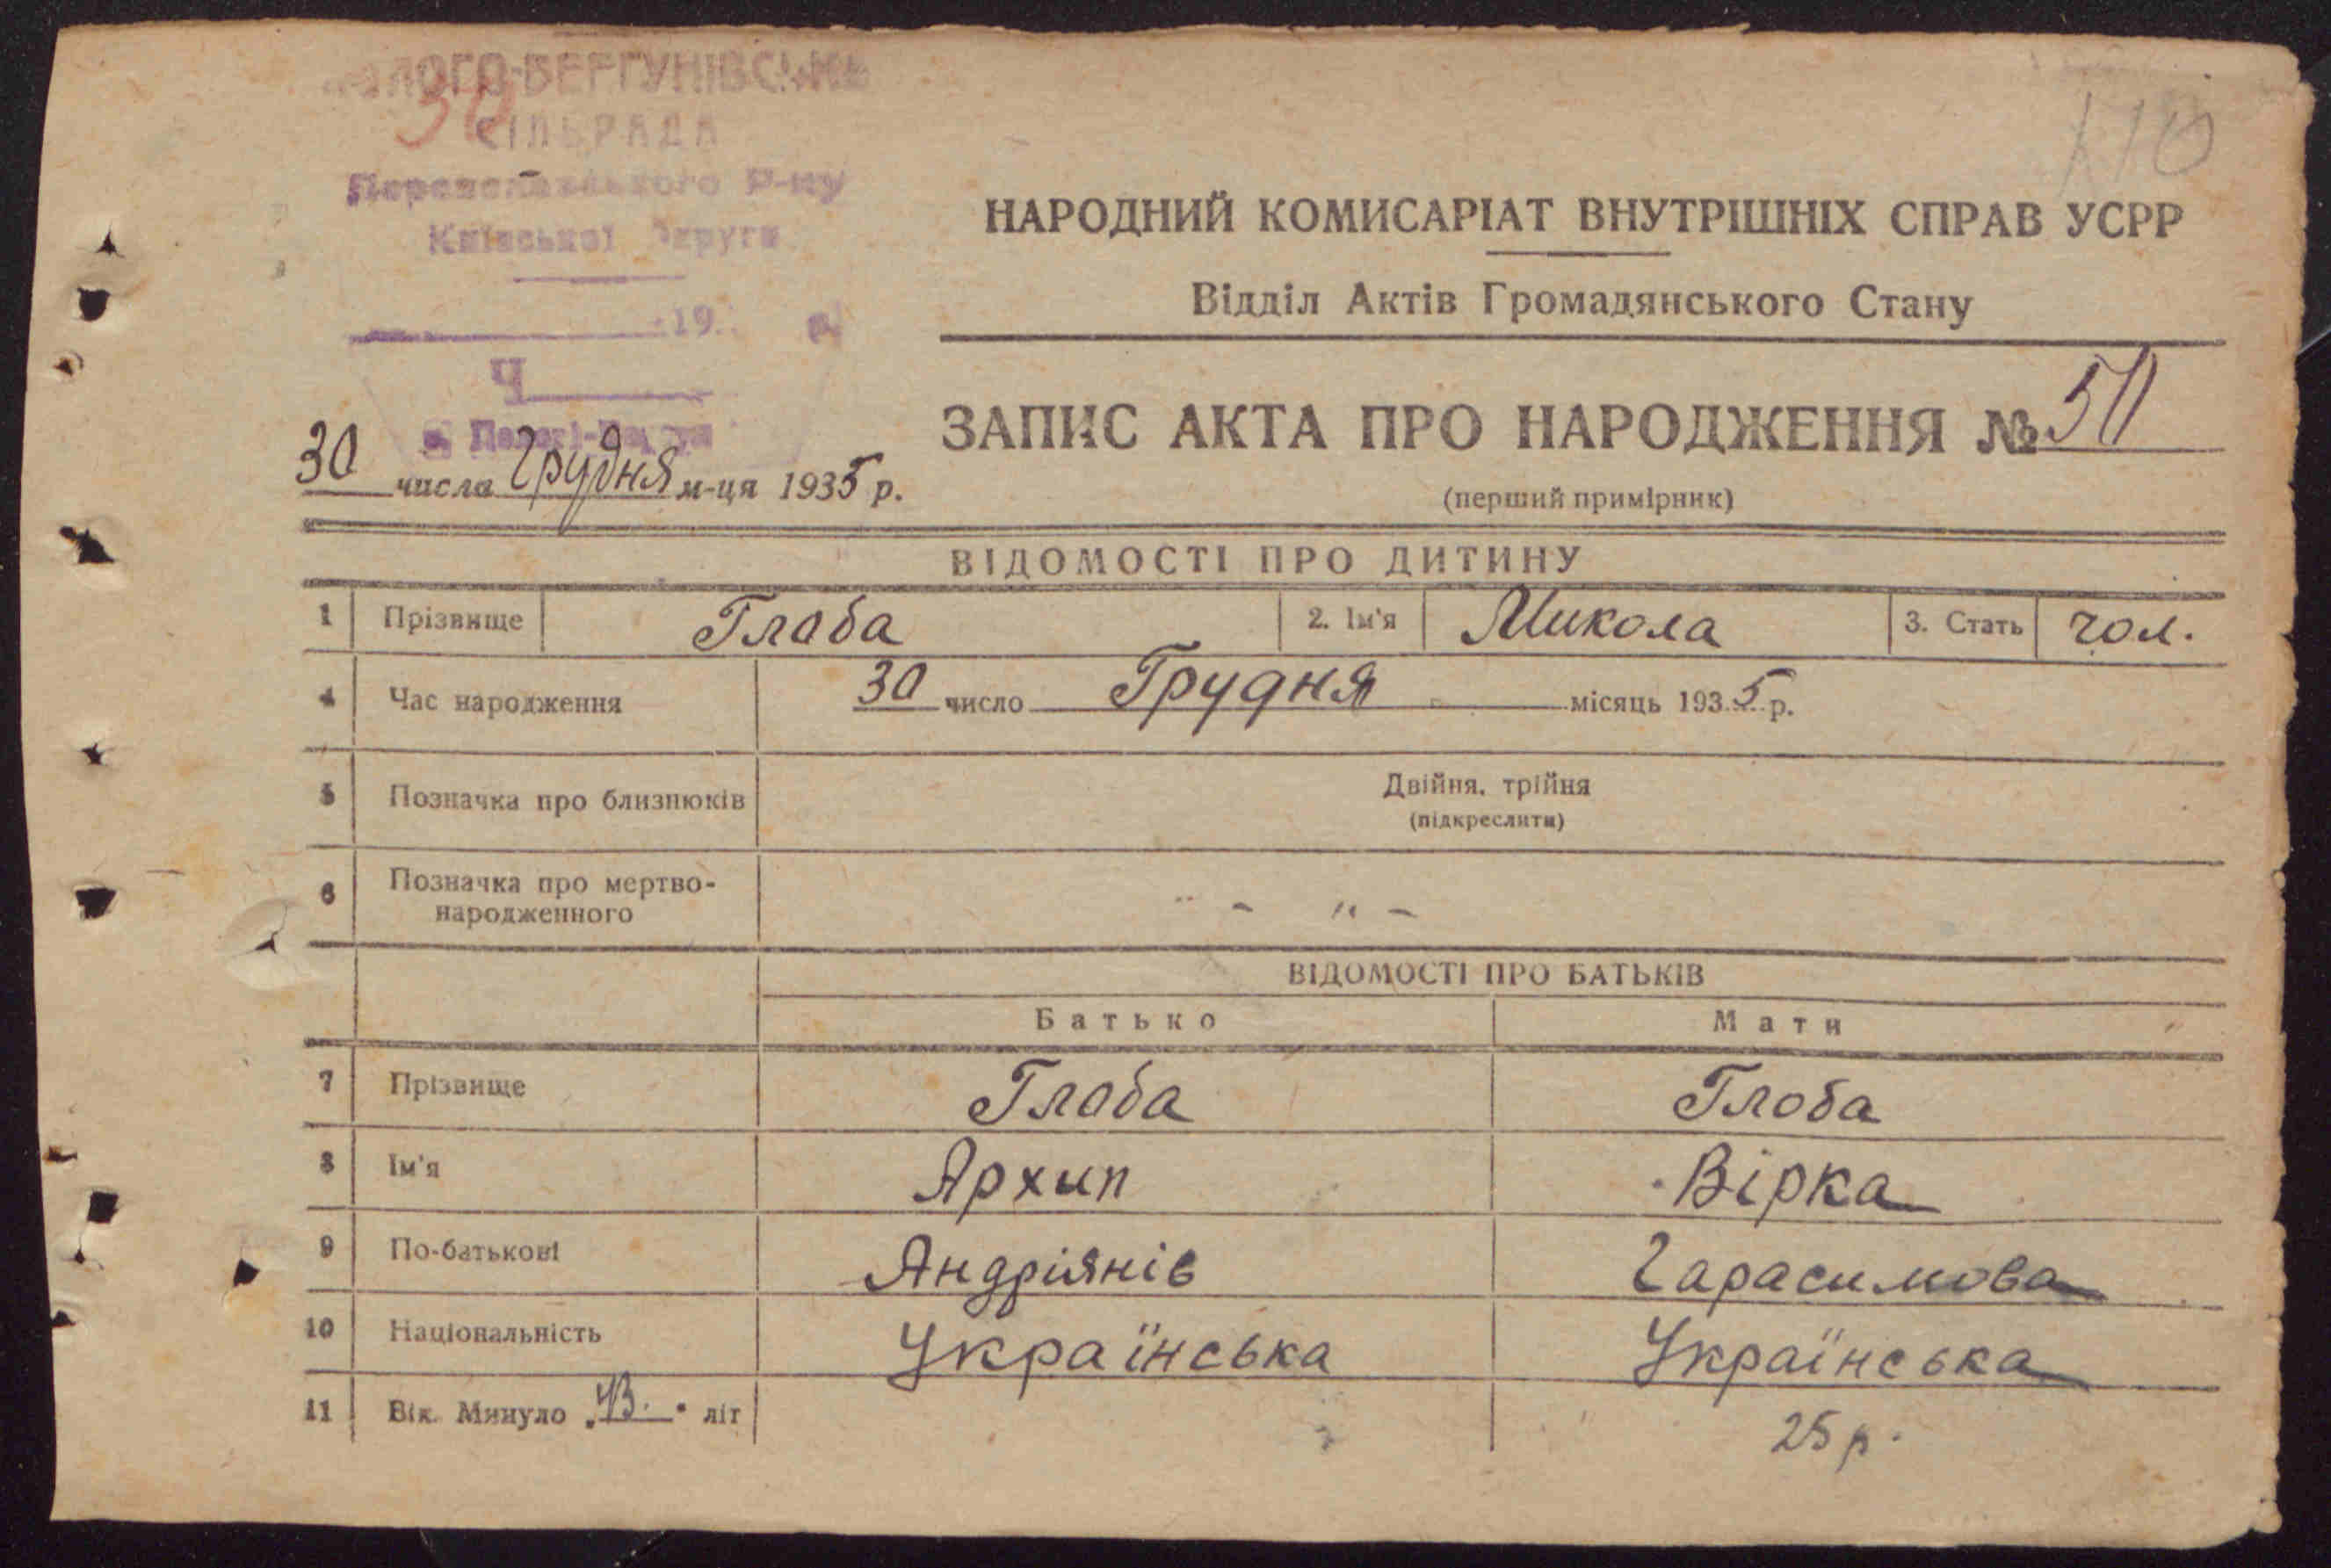 СІЛЬРАДА
30
110
Р-ну
Київської Округи
19 р.
Ч
НАРОДНИЙ КОМИСАРІАТ ВНУТРІШНІХ СПРАВ УСРР
Відділ Актів Громадянського Стану
ЗАПИС АКТА ПРО НАРОДЖЕННЯ № 50
(перший примірник)
30 числа Грудня м-ця 1935 р.
ВІДОМОСТІ ПРО ДИТИНУ
1 Прізвище Глоба 2. Ім'я Микола 3. Стать чол.
4 Час народження 30 число Грудня місяць 1935 р.
5 Позначка про близнюків Двійня, трійня
(підкреслити)
6 Позначка про мертво-
народженного " - " -
ВІДОМОСТІ ПРО БАТЬКІВ
Батько Мати
7 Прізвище Глоба Глоба
8 Ім'я Архип Вірка
9 По-батькові Андріянів Гарасимова
10 Національність Українська Українська
11 Вік. Минуло „43." літ 25 р.